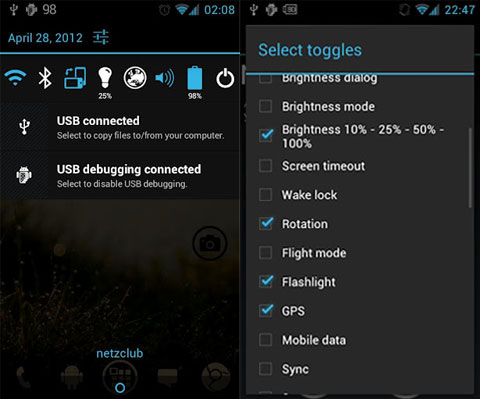 98
02:08
April 28, 2012
25%
98%
USB connected
Select to copy files to/from your computer.
USB debugging connected
Select to disable USB debugging.
netzclub
22:47
Select toggles
Brightness dialog
Brightness mode
Brightness 10% - 25% - 50% -
100%
Screen timeout
Wake lock
Rotation
Flight mode
Flashlight
GPS
Mobile data
Sync